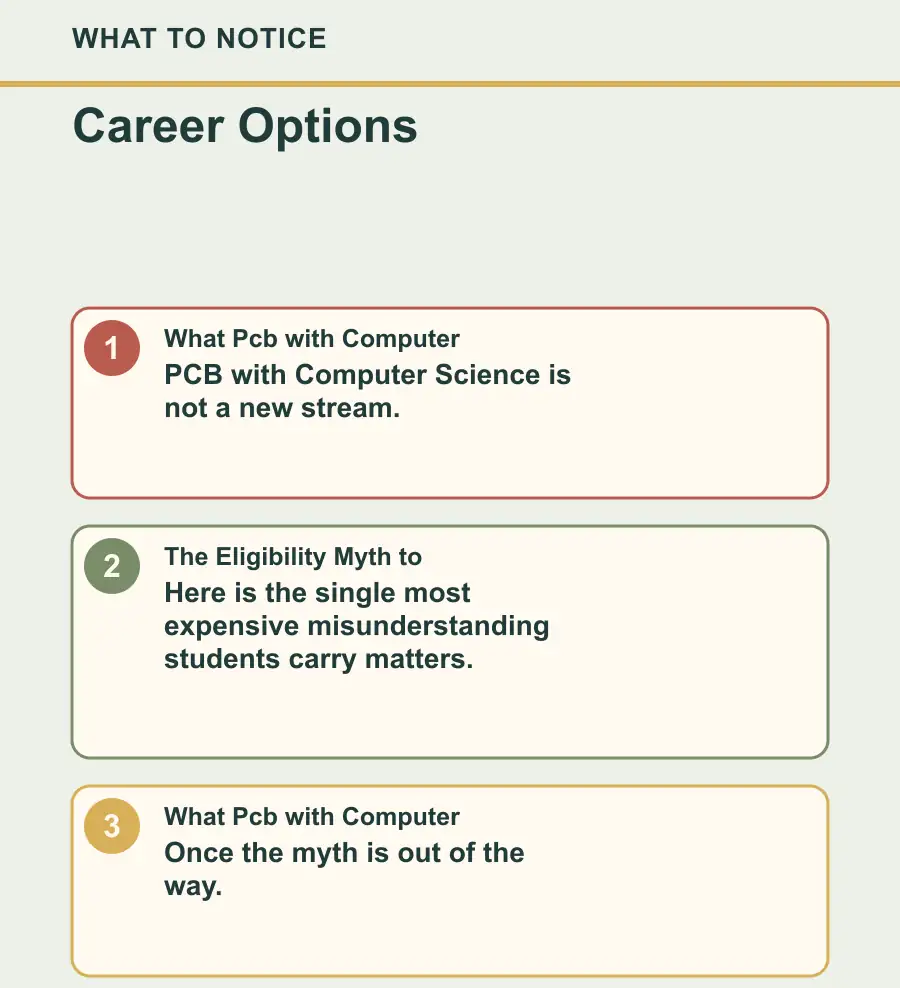 WHAT TO NOTICE
Career Options
1
What Pcb with Computer
PCB with Computer Science is
not a new stream.
2
The Eligibility Myth to
Here is the single most
expensive misunderstanding
students carry matters.
3
What Pcb with Computer
Once the myth is out of the
way.